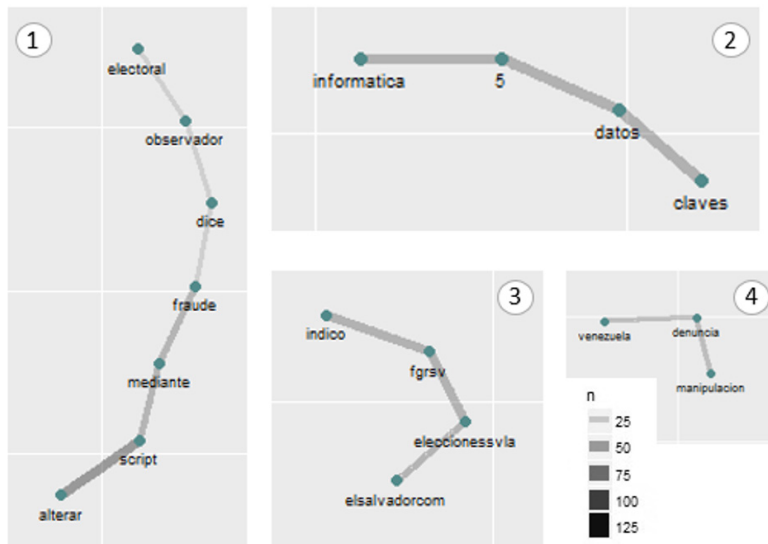 1
electoral
observador
dice
fraude
mediante
script
alterar
2
informatica
5
datos
claves
3
indico
fgrsv
eleccionessvla
elsalvadorcom
4
venezuela
denuncia
manipulacion
n
25
50
75
100
125